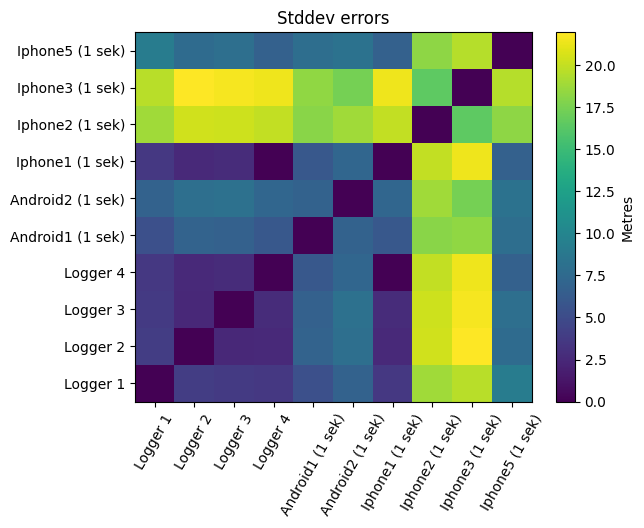 Stddev errors
Iphone5 (1 sek)
Iphone3 (1 sek)
Iphone2 (1 sek)
Iphone1 (1 sek)
Android2 (1 sek)
Android1 (1 sek)
Logger 4
Logger 3
Logger 2
Logger 1
Logger 1
Logger 2
Logger 3
Logger 4
Android1 (1 sek)
Android2 (1 sek)
Iphone1 (1 sek)
Iphone2 (1 sek)
Iphone3 (1 sek)
Iphone5 (1 sek)
20.0
17.5
15.0
12.5
10.0
7.5
5.0
2.5
0.0
Metres